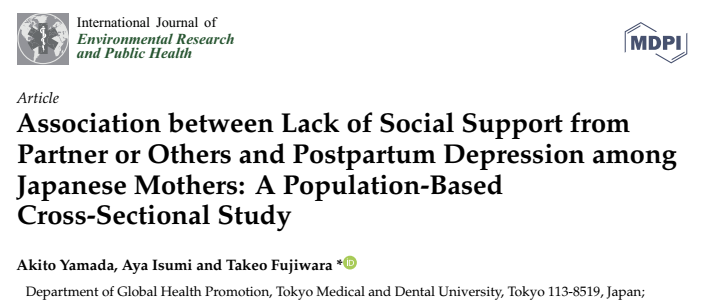 International Journal of
Environmental Research
and Public Health
MDPI
Article
Association between Lack of Social Support from
Partner or Others and Postpartum Depression among
Japanese Mothers: A Population-Based
Cross-Sectional Study
Akito Yamada, Aya Isumi and Takeo Fujiwara * iD
Department of Global Health Promotion, Tokyo Medical and Dental University, Tokyo 113-8519, Japan;